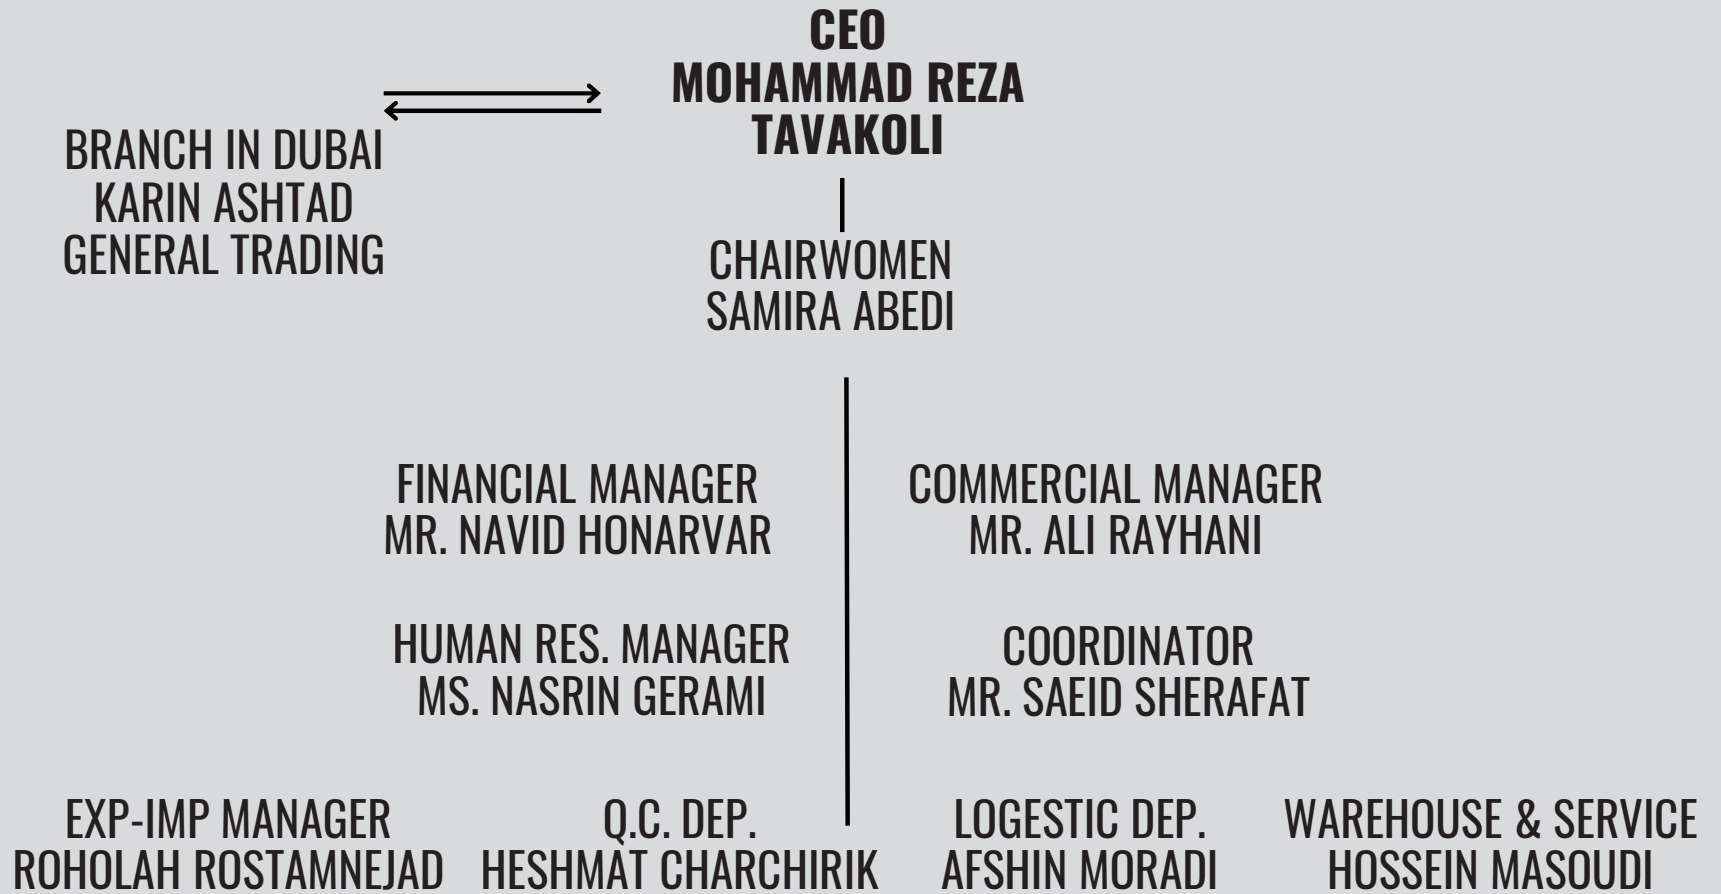 CEO
MOHAMMAD REZA
TAVAKOLI
BRANCH IN DUBAI
KARIN ASHTAD
GENERAL TRADING
CHAIRWOMEN
SAMIRA ABEDI
FINANCIAL MANAGER
MR. NAVID HONARVAR
COMMERCIAL MANAGER
MR. ALI RAYHANI
HUMAN RES. MANAGER
MS. NASRIN GERAMI
COORDINATOR
MR. SAEID SHERAFAT
EXP-IMP MANAGER
ROHOLAH ROSTAMNEJAD
Q.C. DEP.
HESHMAT CHARCHIRIK
LOGESTIC DEP.
AFSHIN MORADI
WAREHOUSE & SERVICE
HOSSEIN MASOUDI